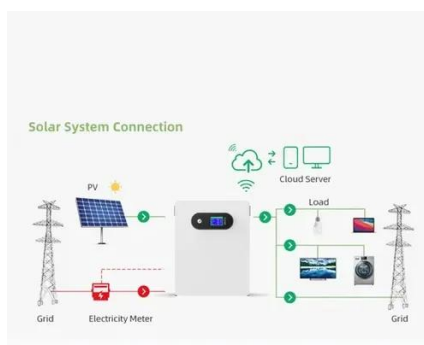 Solar System Connection
Cloud Server
PV
Load
Grid
Electricity Meter
Grid